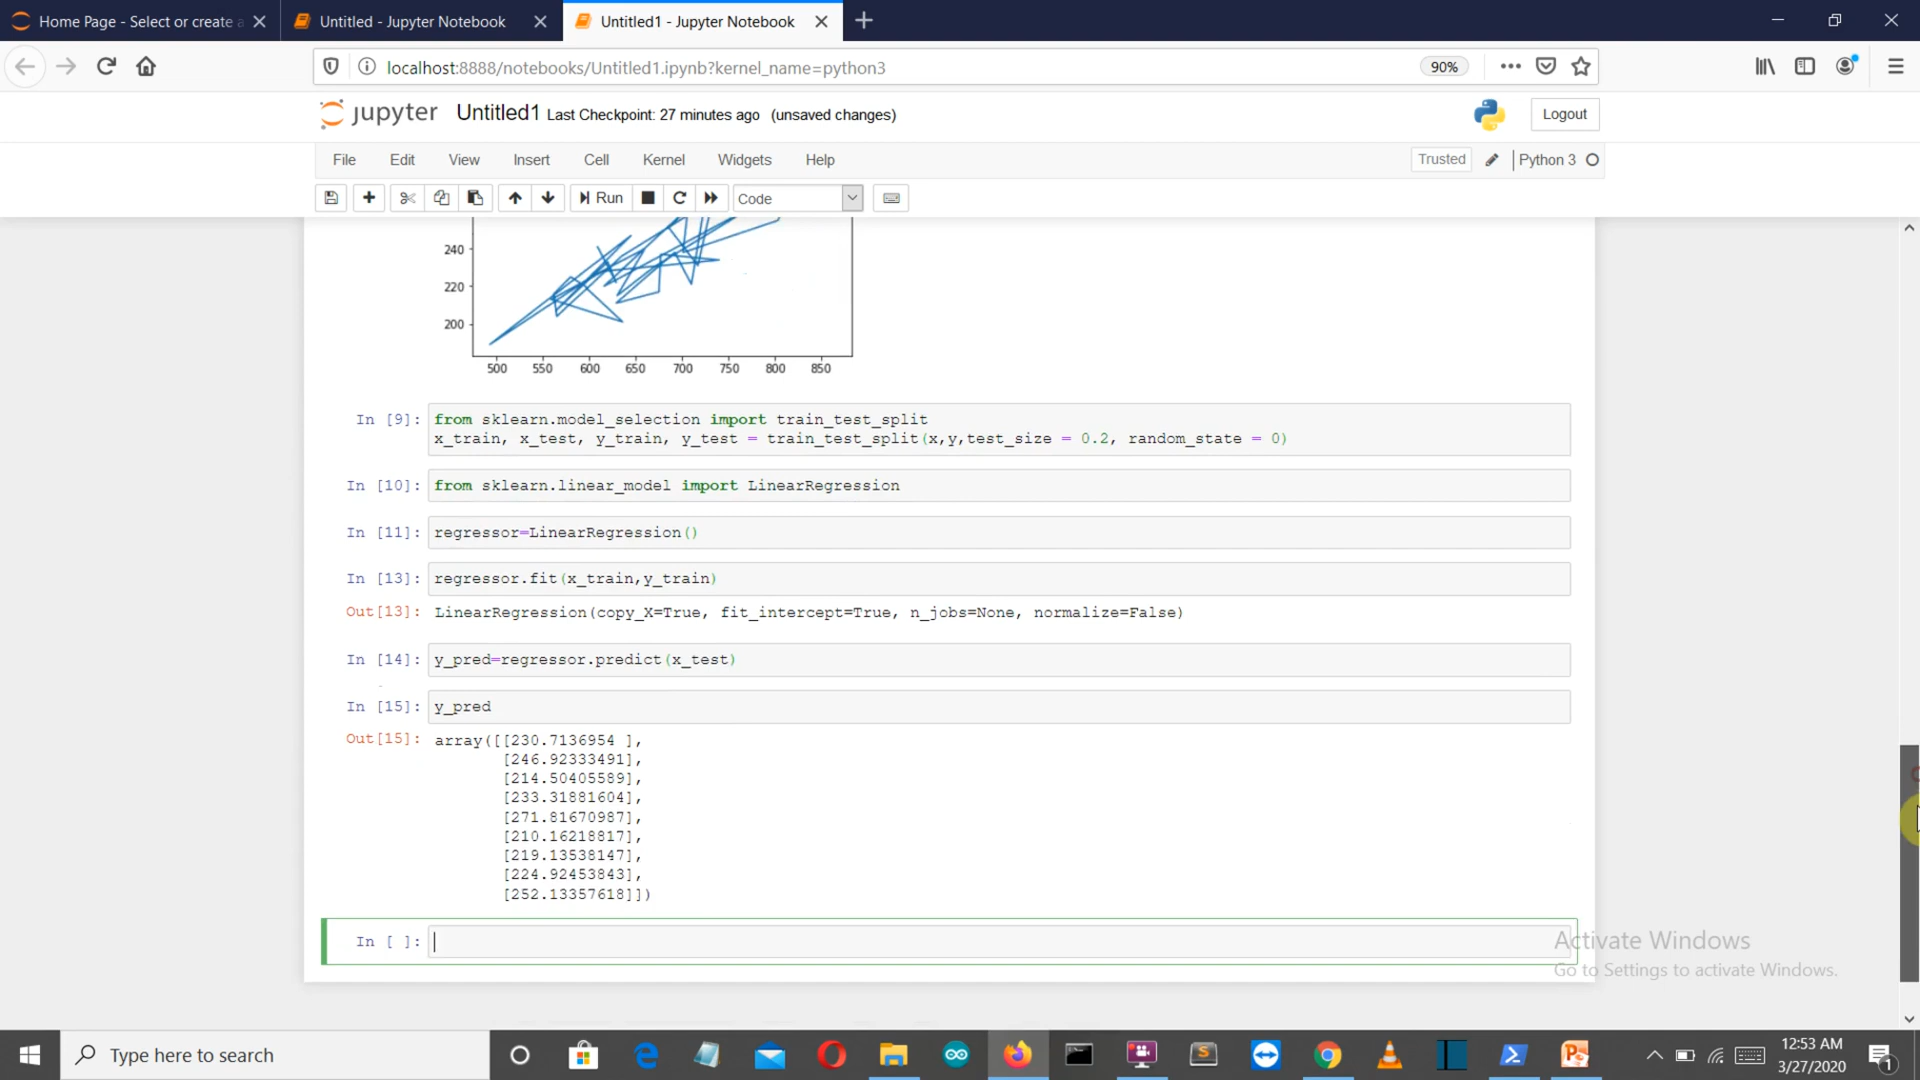 Home Page - Select or create a
Untitled - Jupyter Notebook
Untitled1 - Jupyter Notebook
localhost:8888/notebooks/Untitled1.ipynb?kernel_name=python3
90%
jupyter Untitled1 Last Checkpoint: 27 minutes ago (unsaved changes)
Logout
File Edit View Insert Cell Kernel Widgets Help
Trusted
Python 3
Run
Code
240
220
200
500 550 600 650 700 750 800 850
In [9]: from sklearn.model_selection import train_test_split
x_train, x_test, y_train, y_test = train_test_split(x,y,test_size = 0.2, random_state = 0)
In [10]: from sklearn.linear_model import LinearRegression
In [11]: regressor=LinearRegression()
In [13]: regressor.fit(x_train,y_train)
Out[13]: LinearRegression(copy_X=True, fit_intercept=True, n_jobs=None, normalize=False)
In [14]: y_pred=regressor.predict(x_test)
In [15]: y_pred
Out[15]: array([[230.7136954 ],
[246.92333491],
[214.50405589],
[233.31881604],
[271.81670987],
[210.16218817],
[219.13538147],
[224.92453843],
[252.13357618]])
In [ ]:
Activate Windows
Go to Settings to activate Windows.
Type here to search
12:53 AM
3/27/2020
1